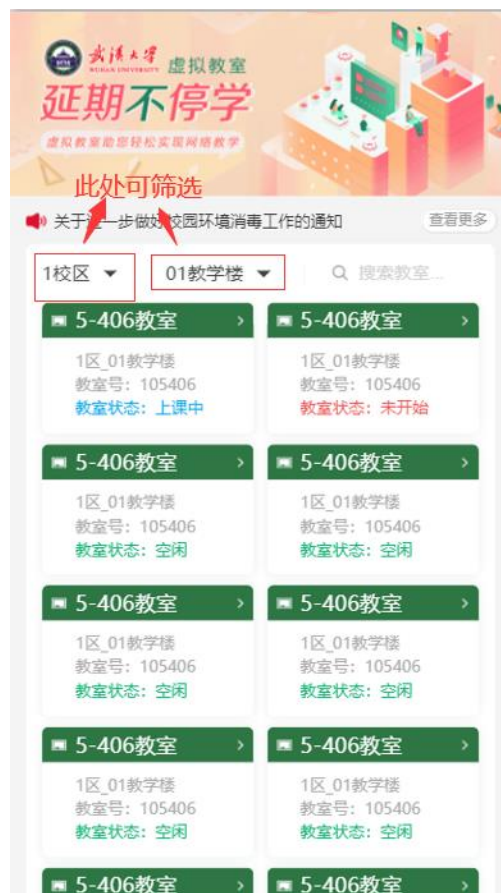 武汉大学 虚拟教室
WUHAN UNIVERSITY
延期不停学
虚拟教室助您轻松实现网络教学
此处可筛选
关于进一步做好校园环境消毒工作的通知 查看更多
1校区 01教学楼 搜索教室...
5-406教室 5-406教室
1区_01教学楼 1区_01教学楼
教室号：105406 教室号：105406
教室状态：上课中 教室状态：未开始
5-406教室 5-406教室
1区_01教学楼 1区_01教学楼
教室号：105406 教室号：105406
教室状态：空闲 教室状态：空闲
5-406教室 5-406教室
1区_01教学楼 1区_01教学楼
教室号：105406 教室号：105406
教室状态：空闲 教室状态：空闲
5-406教室 5-406教室
1区_01教学楼 1区_01教学楼
教室号：105406 教室号：105406
教室状态：空闲 教室状态：空闲
5-406教室 5-406教室